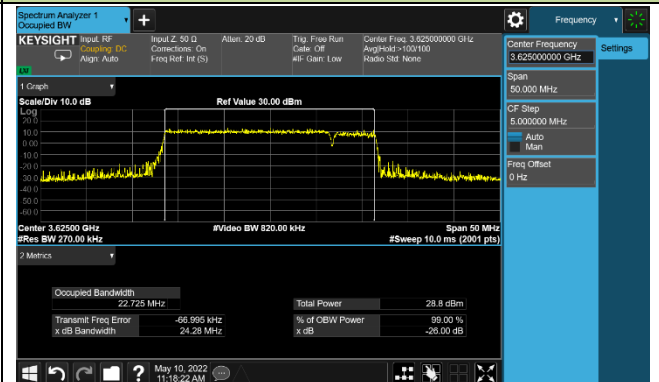 Spectrum Analyzer 1
Occupied BW
+
Frequency
KEYSIGHT
Input: RF
Coupling: DC
Align: Auto
Input Z: 50 Ω
Corrections: On
Freq Ref: Int (S)
Atten: 20 dB
Trig: Free Run
Gate: Off
#IF Gain: Low
Center Freq: 3.625000000 GHz
Avg|Hold:>100/100
Radio Std: None
Center Frequency
3.625000000 GHz
Settings
Span
50.000 MHz
CF Step
5.000000 MHz
Auto
Man
Freq Offset
0 Hz
1 Graph
Scale/Div 10.0 dB
Ref Value 30.00 dBm
Log
20.0
10.0
0.00
-10.0
-20.0
-30.0
-40.0
-50.0
-60.0
Center 3.62500 GHz
#Video BW 820.00 kHz
Span 50 MHz
#Res BW 270.00 kHz
#Sweep 10.0 ms (2001 pts)
2 Metrics
Occupied Bandwidth
22.725 MHz
Total Power 28.8 dBm
Transmit Freq Error -66.995 kHz
% of OBW Power 99.00 %
x dB Bandwidth 24.28 MHz
x dB -26.00 dB
?
May 10, 2022
11:18:22 AM